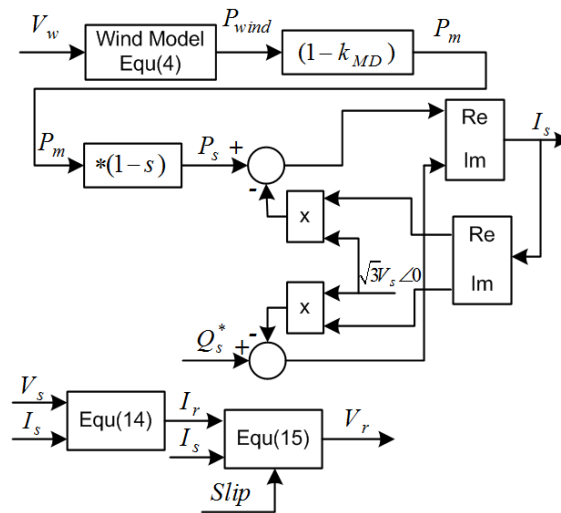 V_w
Wind Model
Equ(4)
P_wind
(1-k_MD)
P_m
P_m
*(1-s)
P_s
+
-
Re
Im
I_s
x
Re
Im
√3V_s∠0
x
-
Q_s^*
+
V_s
I_s
Equ(14)
I_r
I_s
Equ(15)
V_r
Slip